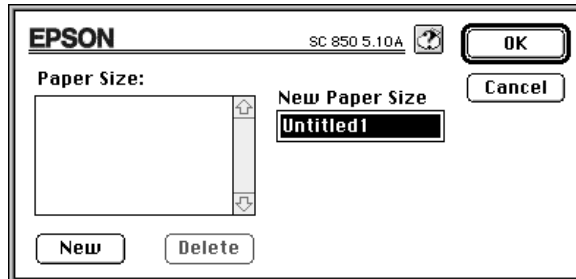 EPSON SC 850 5.10A OK
Paper Size:
Cancel
New Paper Size
Untitled1
New Delete